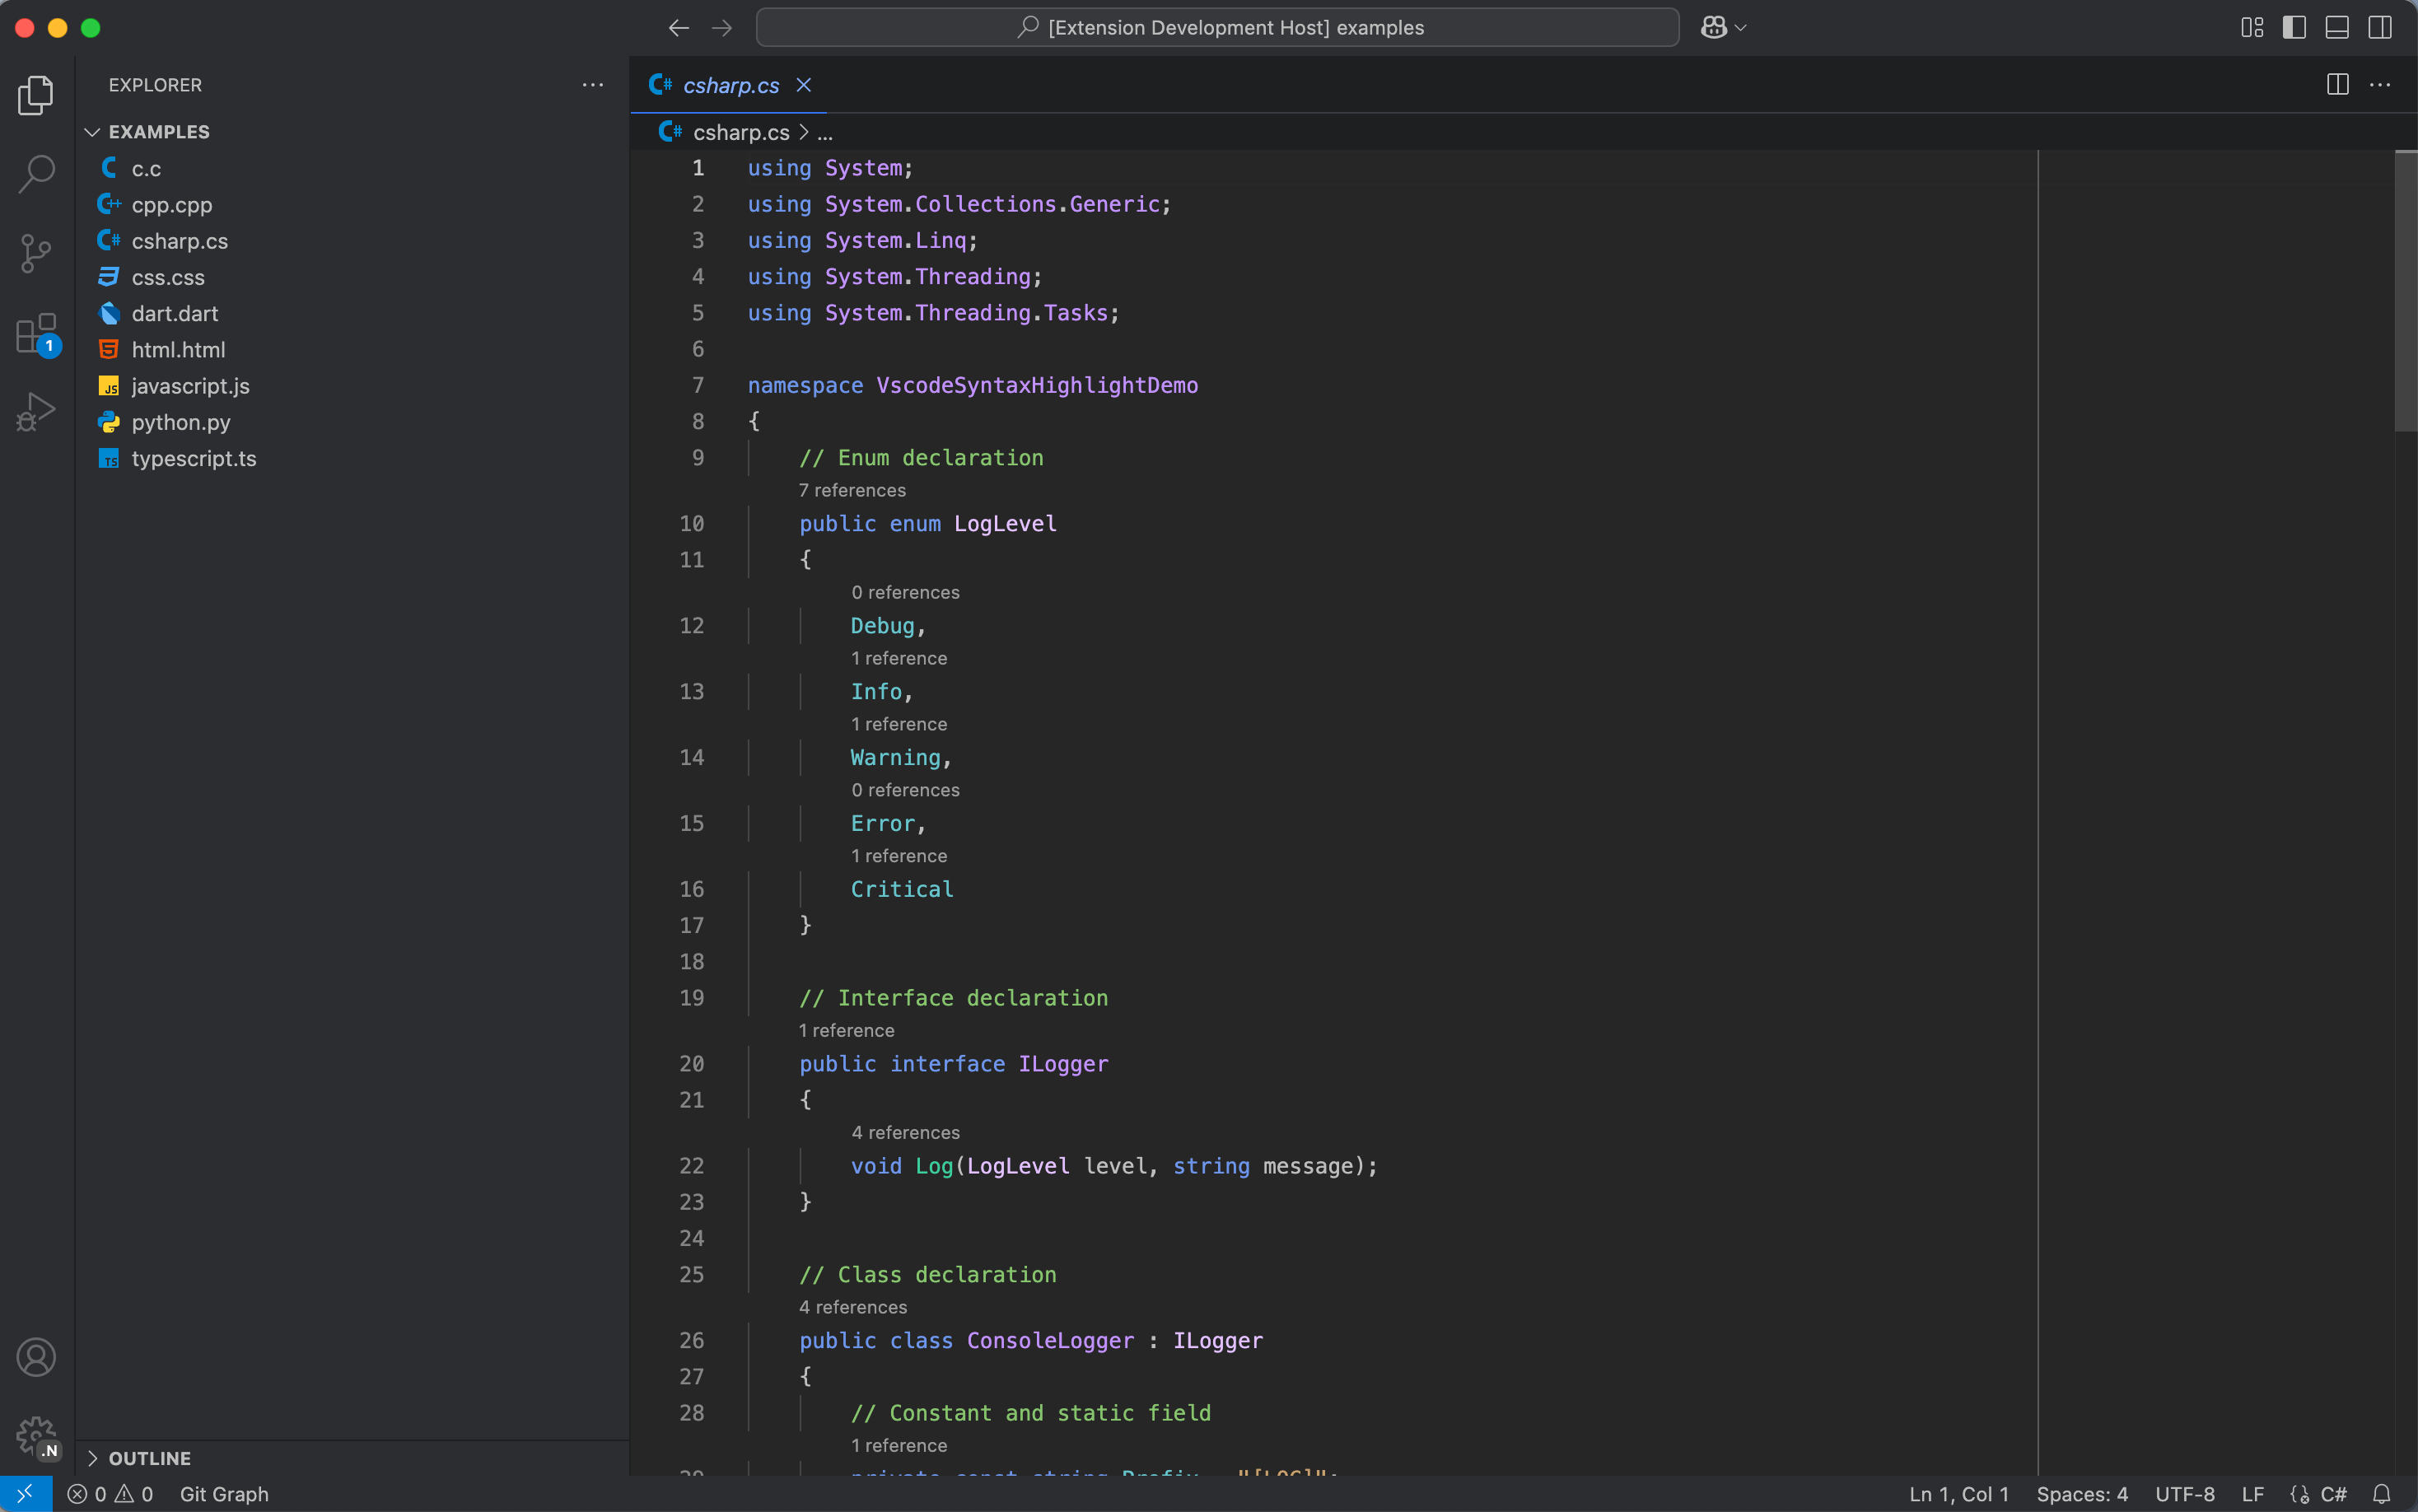 [Extension Development Host] examples
EXPLORER
EXAMPLES
c.c
cpp.cpp
csharp.cs
css.css
dart.dart
html.html
javascript.js
python.py
typescript.ts
1
.N
OUTLINE
csharp.cs
csharp.cs > ...
1 using System;
2 using System.Collections.Generic;
3 using System.Linq;
4 using System.Threading;
5 using System.Threading.Tasks;
6
7 namespace VscodeSyntaxHighlightDemo
8 {
9 // Enum declaration
7 references
10 public enum LogLevel
11 {
0 references
12 Debug,
1 reference
13 Info,
1 reference
14 Warning,
0 references
15 Error,
1 reference
16 Critical
17 }
18
19 // Interface declaration
1 reference
20 public interface ILogger
21 {
4 references
22 void Log(LogLevel level, string message);
23 }
24
25 // Class declaration
4 references
26 public class ConsoleLogger : ILogger
27 {
28 // Constant and static field
1 reference
29 private const string Prefix = "[LOG]";
0 0 Git Graph
Ln 1, Col 1 Spaces: 4 UTF-8 LF C#